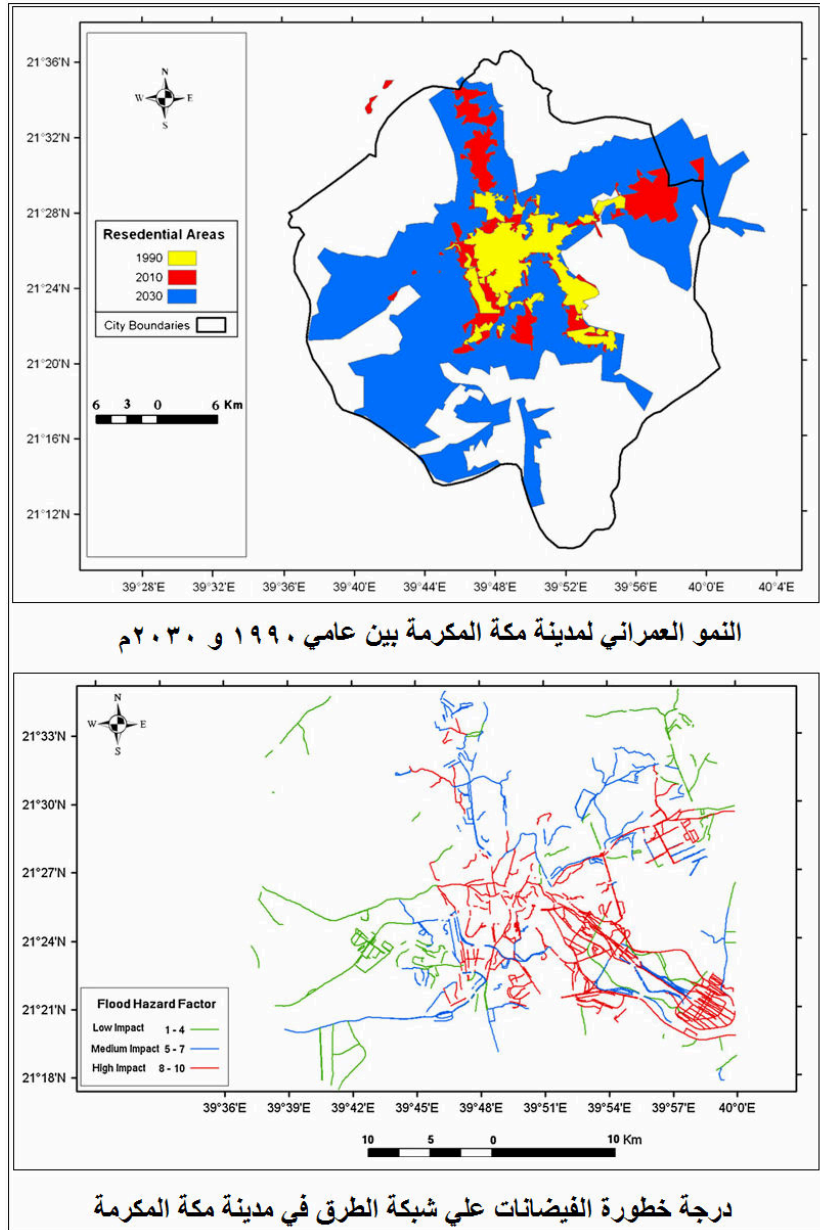 21°36'N
21°32'N
21°28'N
21°24'N
21°20'N
21°16'N
21°12'N
N
W E
S
Resedential Areas
1990
2010
2030
City Boundaries
6 3 0 6 Km
39°28'E 39°32'E 39°36'E 39°40'E 39°44'E 39°48'E 39°52'E 39°56'E 40°0'E 40°4'E
النمو العمراني لمدينة مكة المكرمة بين عامي ١٩٩٠ و ٢٠٣٠م
N
W E
S
21°33'N
21°30'N
21°27'N
21°24'N
21°21'N
21°18'N
Flood Hazard Factor
Low Impact 1 - 4
Medium Impact 5 - 7
High Impact 8 - 10
39°36'E 39°39'E 39°42'E 39°45'E 39°48'E 39°51'E 39°54'E 39°57'E 40°0'E
10 5 0 10 Km
درجة خطورة الفيضانات علي شبكة الطرق في مدينة مكة المكرمة